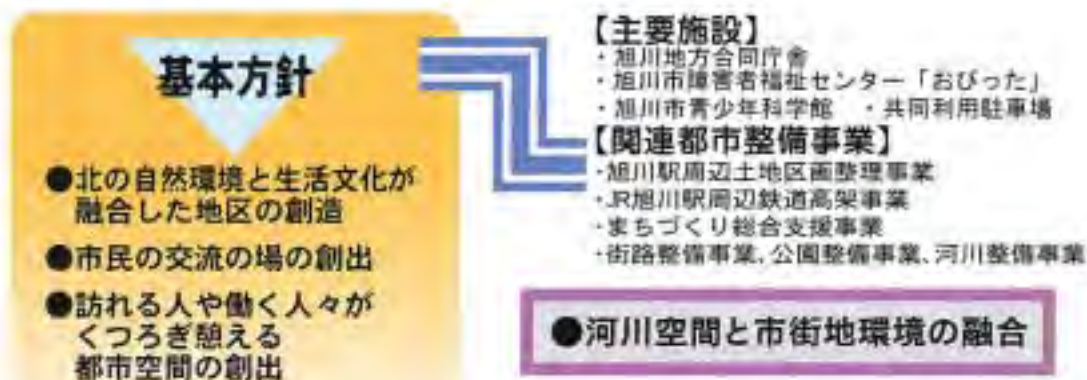 基本方針
●北の自然環境と生活文化が
融合した地区の創造
●市民の交流の場の創出
●訪れる人や働く人々が
くつろぎ憩える
都市空間の創出
【主要施設】
・旭川地方合同庁舎
・旭川市障害者福祉センター「おぴった」
・旭川市青少年科学館　・共同利用駐車場
【関連都市整備事業】
・旭川駅周辺土地区画整理事業
・JR旭川駅周辺鉄道高架事業
・まちづくり総合支援事業
・街路整備事業、公園整備事業、河川整備事業
●河川空間と市街地環境の融合